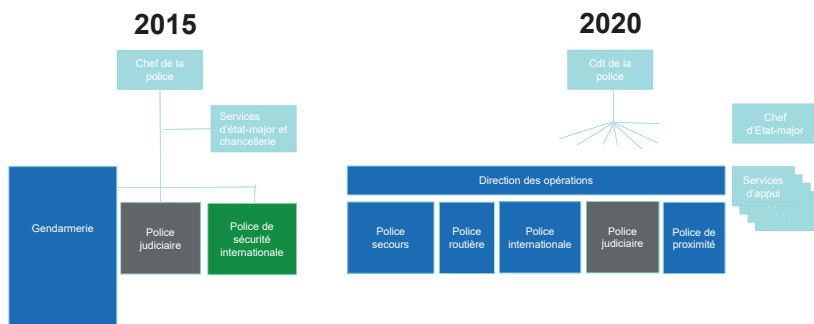 2015
Chef de la
police
Services
d'état-major et
chancellerie
Gendarmerie
Police
judiciaire
Police de
sécurité
internationale
2020
Cdt de la
police
Chef
d'Etat-major
Direction des opérations
Services
d'appui
Police
secours
Police
routière
Police
internationale
Police
judiciaire
Police de
proximité